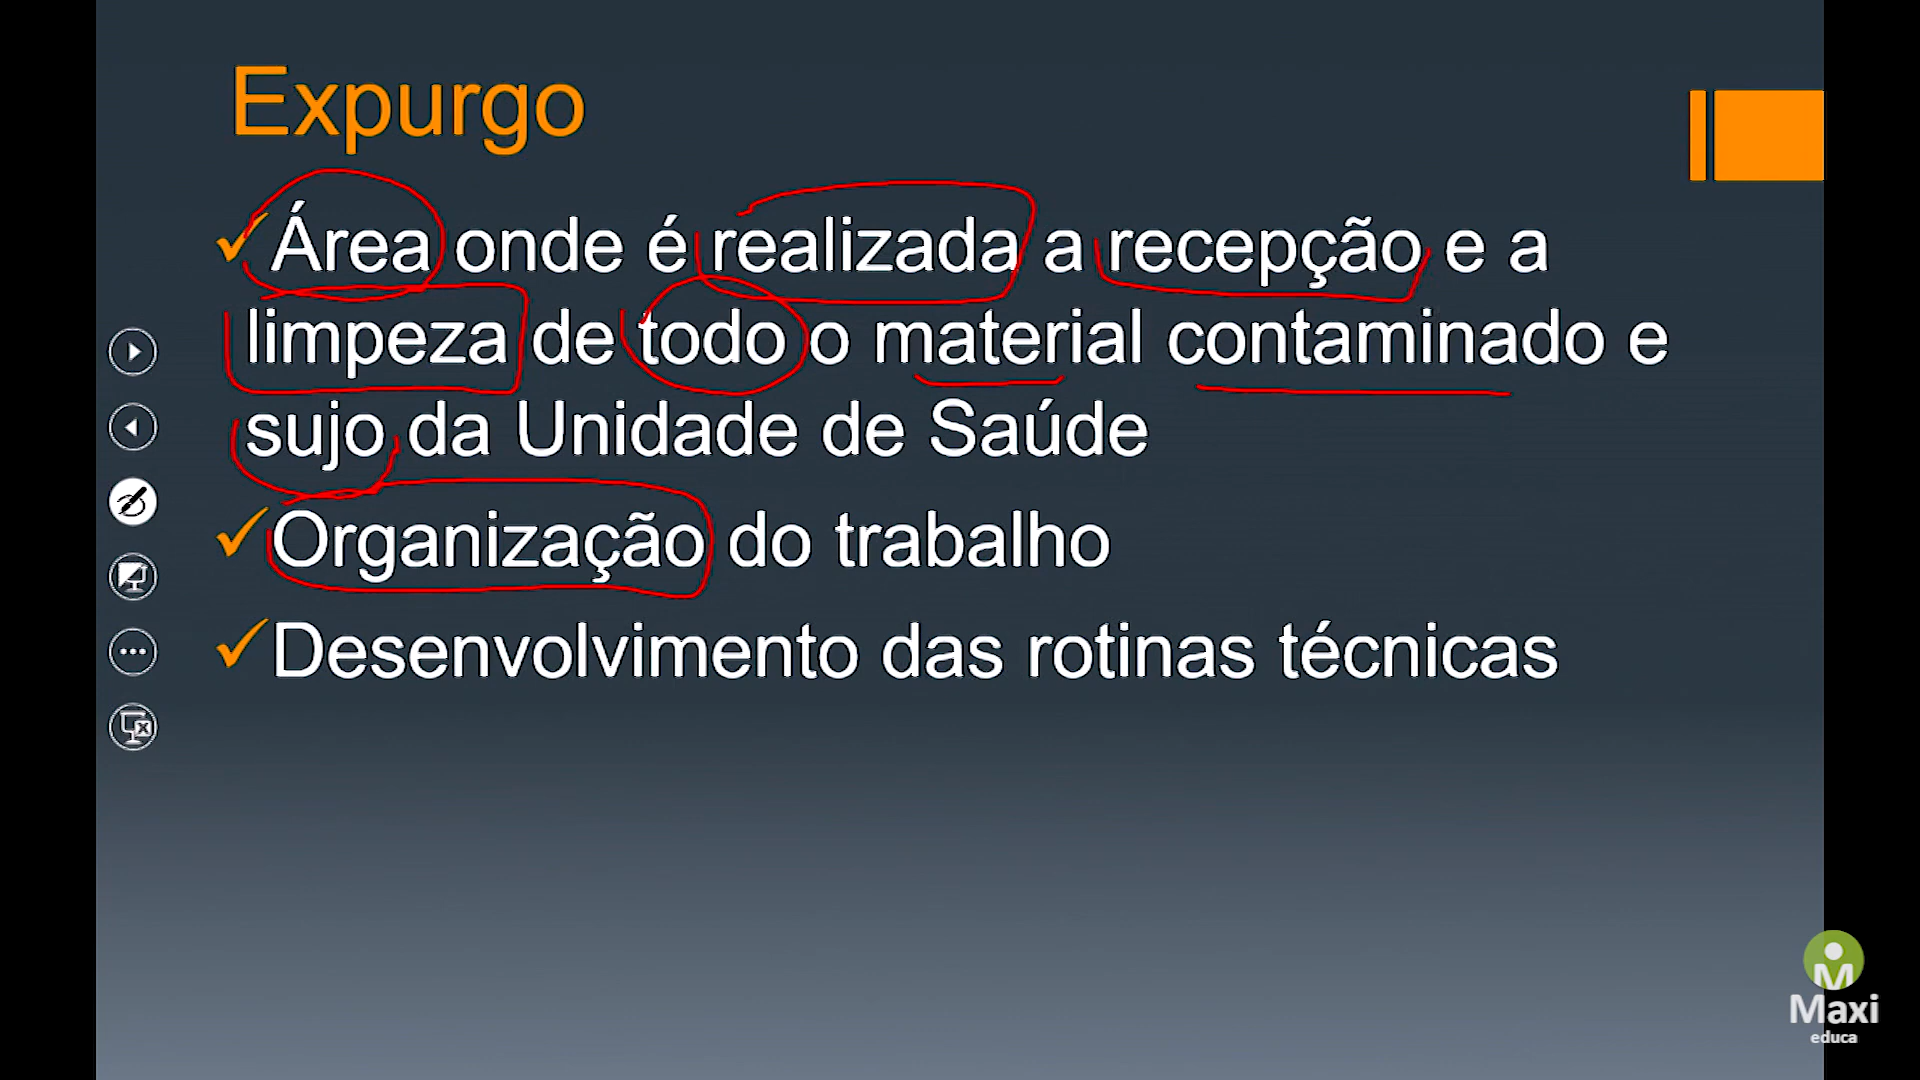 Expurgo
Área onde é realizada a recepção e a
limpeza de todo o material contaminado e
sujo da Unidade de Saúde
Organização do trabalho
Desenvolvimento das rotinas técnicas
M
Maxi
educa